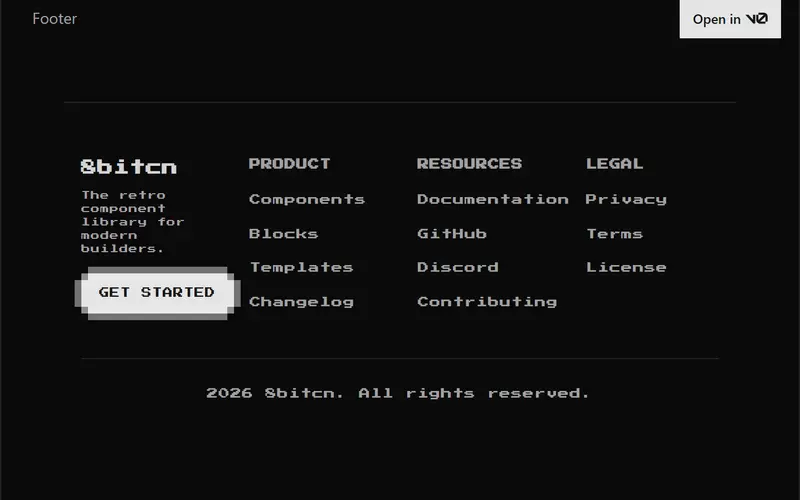 Footer
Open in v0
8bitcn
The retro
component
library for
modern
builders.
GET STARTED
PRODUCT
Components
Blocks
Templates
Changelog
RESOURCES
Documentation
GitHub
Discord
Contributing
LEGAL
Privacy
Terms
License
2026 8bitcn. All rights reserved.